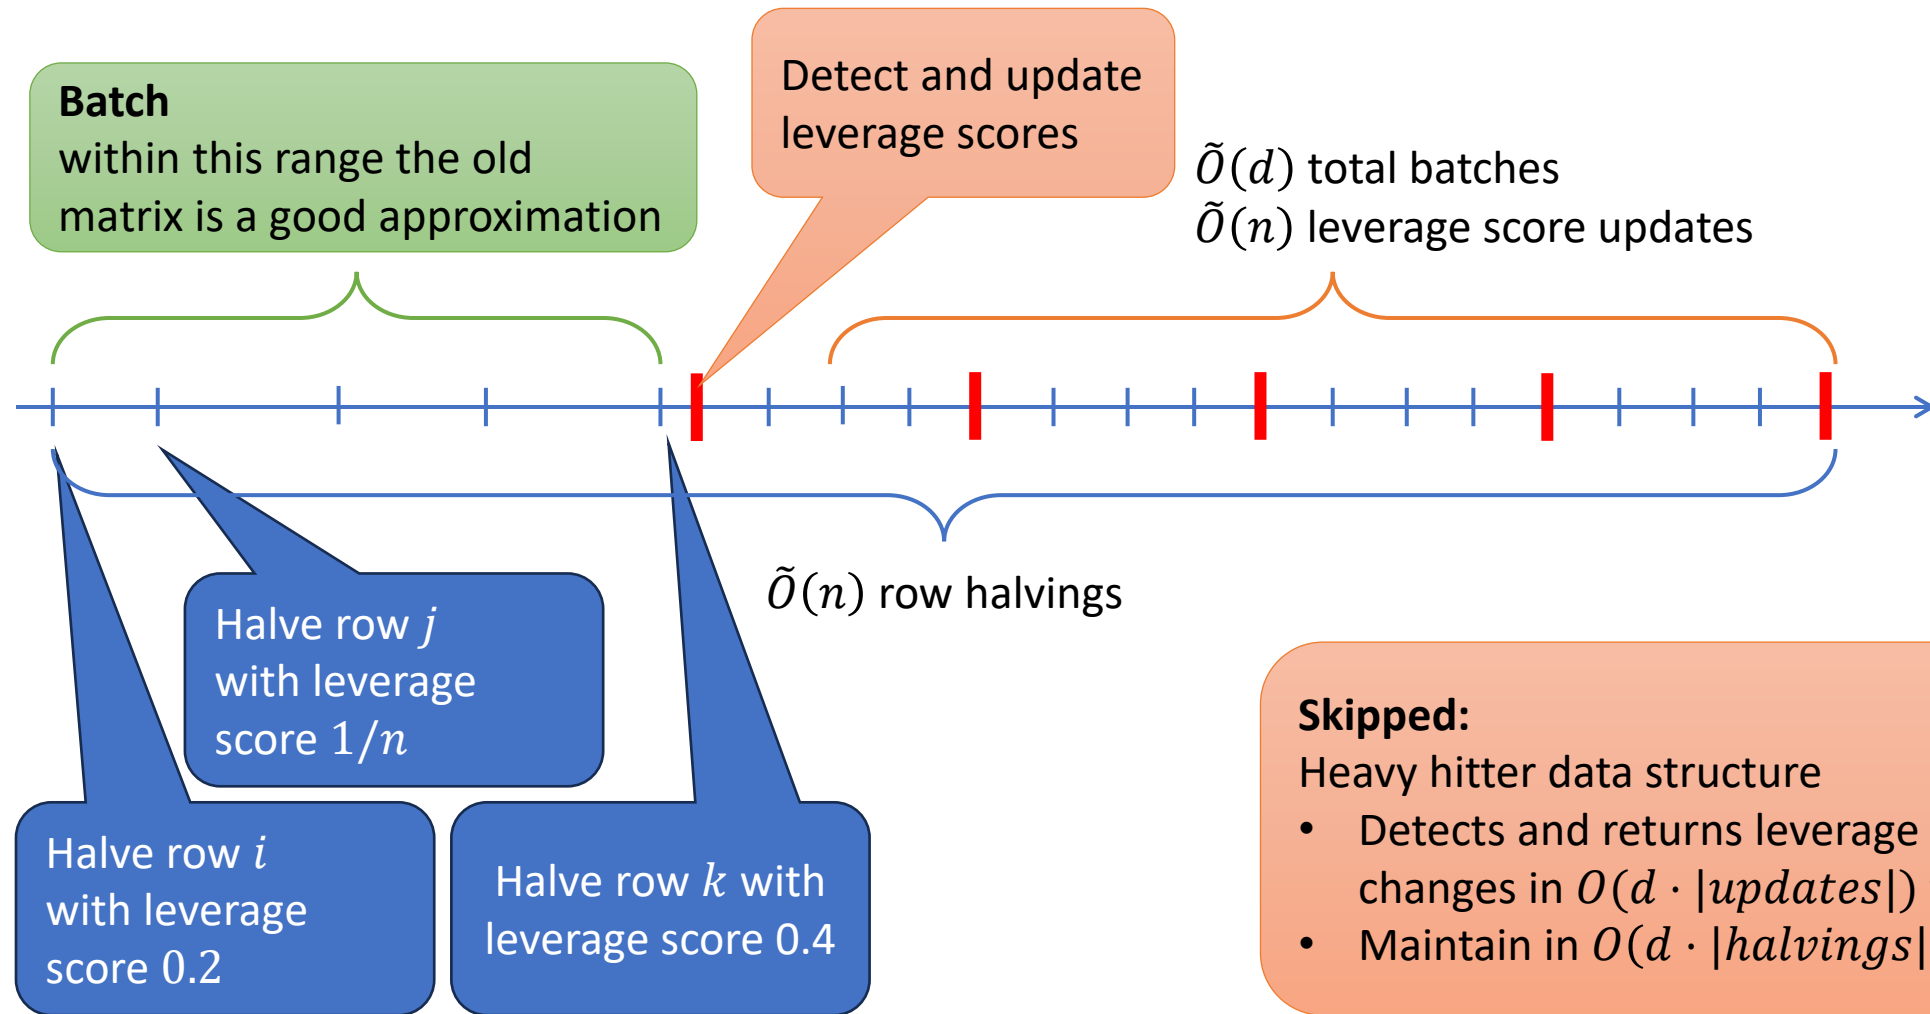 Batch
within this range the old
matrix is a good approximation
Detect and update
leverage scores
Õ(d) total batches
Õ(n) leverage score updates
Õ(n) row halvings
Halve row j
with leverage
score 1/n
Halve row i
with leverage
score 0.2
Halve row k with
leverage score 0.4
Skipped:
Heavy hitter data structure
• Detects and returns leverage
changes in O(d · |updates|)
• Maintain in O(d · |halvings|